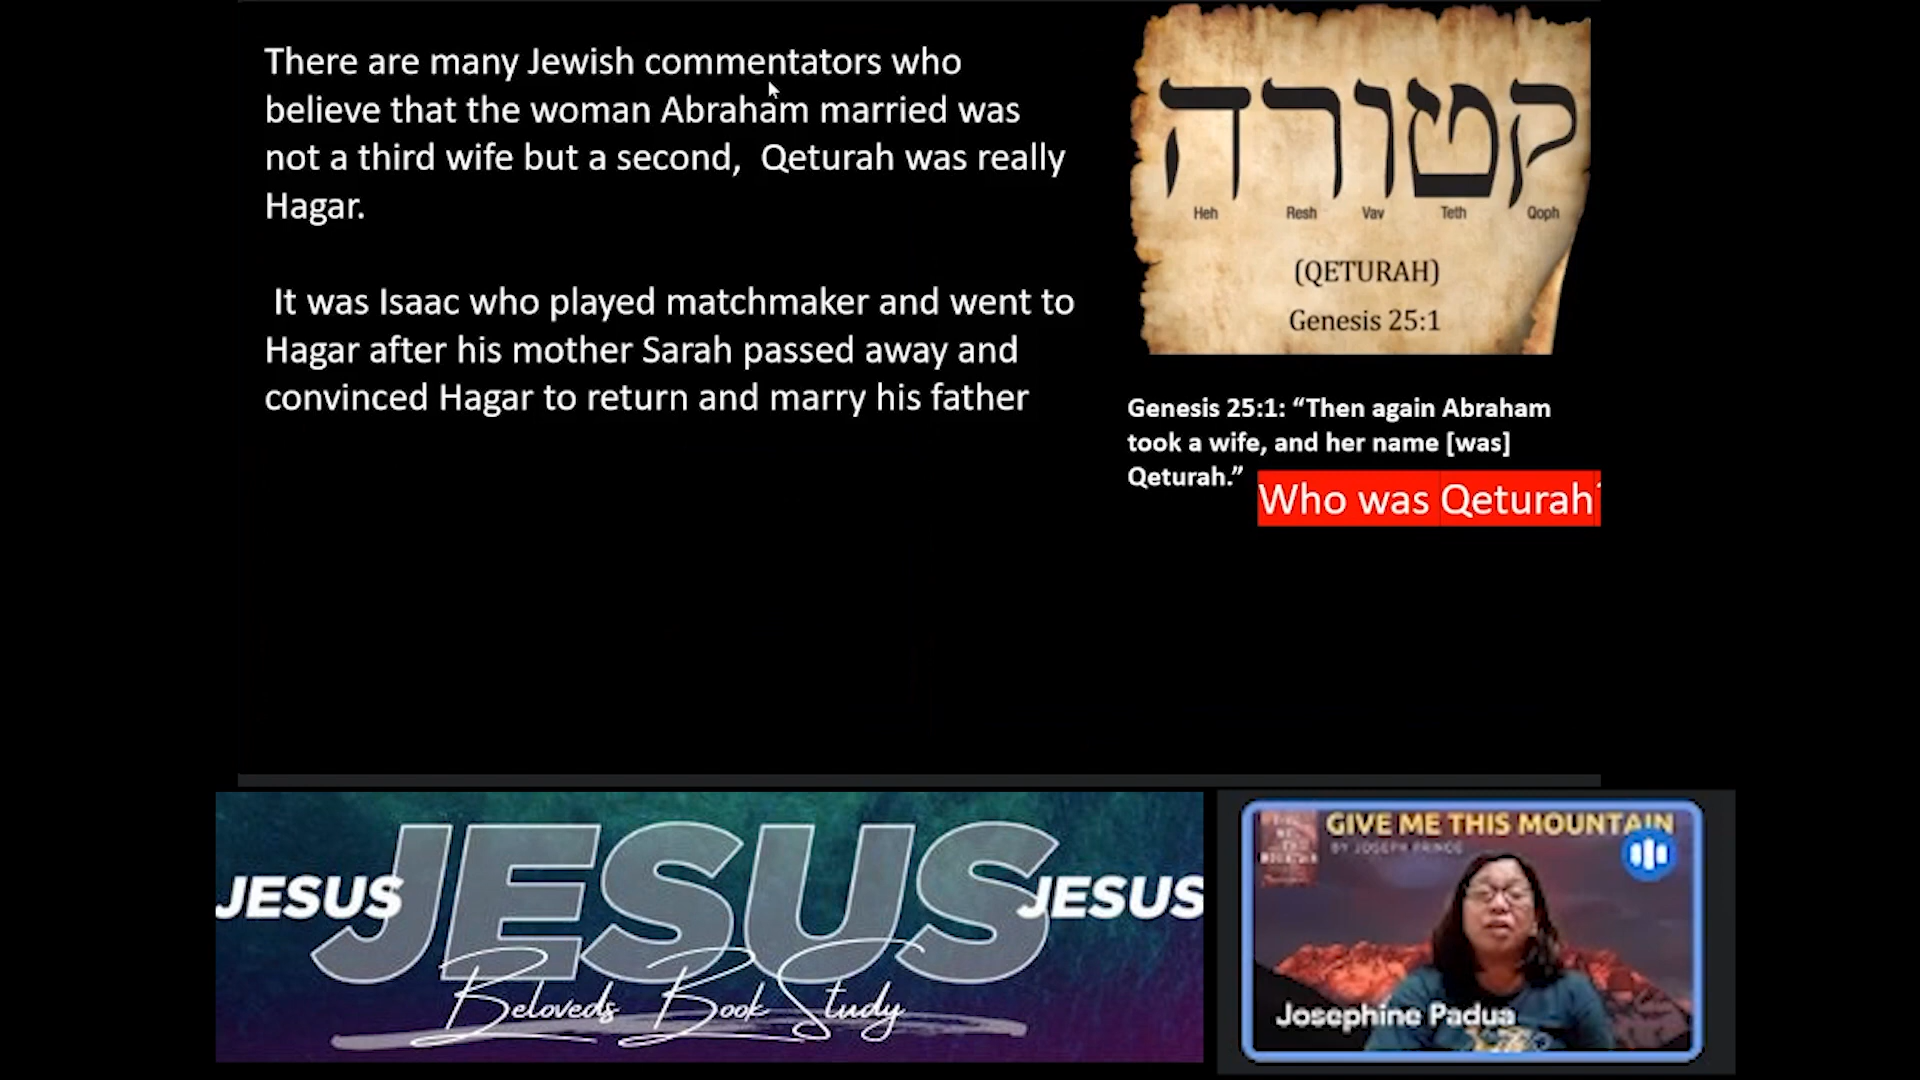 There are many Jewish commentators who
believe that the woman Abraham married was
not a third wife but a second,  Qeturah was really
Hagar.
It was Isaac who played matchmaker and went to
Hagar after his mother Sarah passed away and
convinced Hagar to return and marry his father
קטורה
Heh Resh Vav Teth Qoph
(QETURAH)
Genesis 25:1
Genesis 25:1: “Then again Abraham
took a wife, and her name [was]
Qeturah.”
Who was Qeturah
JESUS JESUS JESUS
Beloveds Book Study
GIVE ME THIS MOUNTAIN
BY JOSEPH PRINCE
Josephine Padua